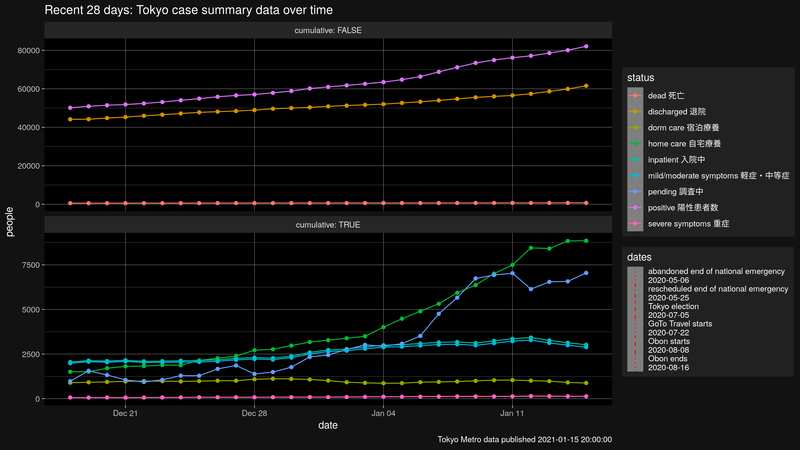 Recent 28 days: Tokyo case summary data over time
cumulative: FALSE
80000
60000
40000
20000
0
cumulative: TRUE
7500
5000
2500
0
people
Dec 21
Dec 28
Jan 04
Jan 11
date
status
dead 死亡
discharged 退院
dorm care 宿泊療養
home care 自宅療養
inpatient 入院中
mild/moderate symptoms 軽症・中等症
pending 調査中
positive 陽性患者数
severe symptoms 重症
dates
abandoned end of national emergency
2020-05-06
rescheduled end of national emergency
2020-05-25
Tokyo election
2020-07-05
GoTo Travel starts
2020-07-22
Obon starts
2020-08-08
Obon ends
2020-08-16
Tokyo Metro data published 2021-01-15 20:00:00